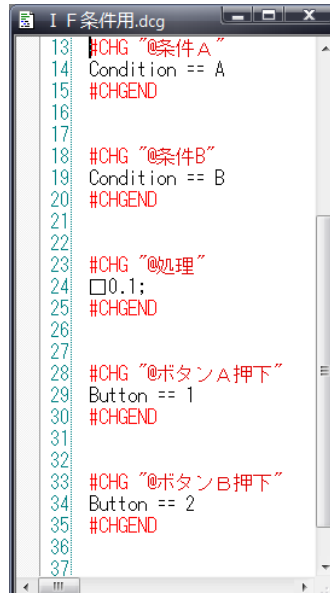 ＩＦ条件用.dcg
13 #CHG "@条件Ａ"
14 Condition == A
15 #CHGEND
16
17
18 #CHG "@条件B"
19 Condition == B
20 #CHGEND
21
22
23 #CHG "@処理"
24 □0.1;
25 #CHGEND
26
27
28 #CHG "@ボタンＡ押下"
29 Button == 1
30 #CHGEND
31
32
33 #CHG "@ボタンＢ押下"
34 Button == 2
35 #CHGEND
36
37